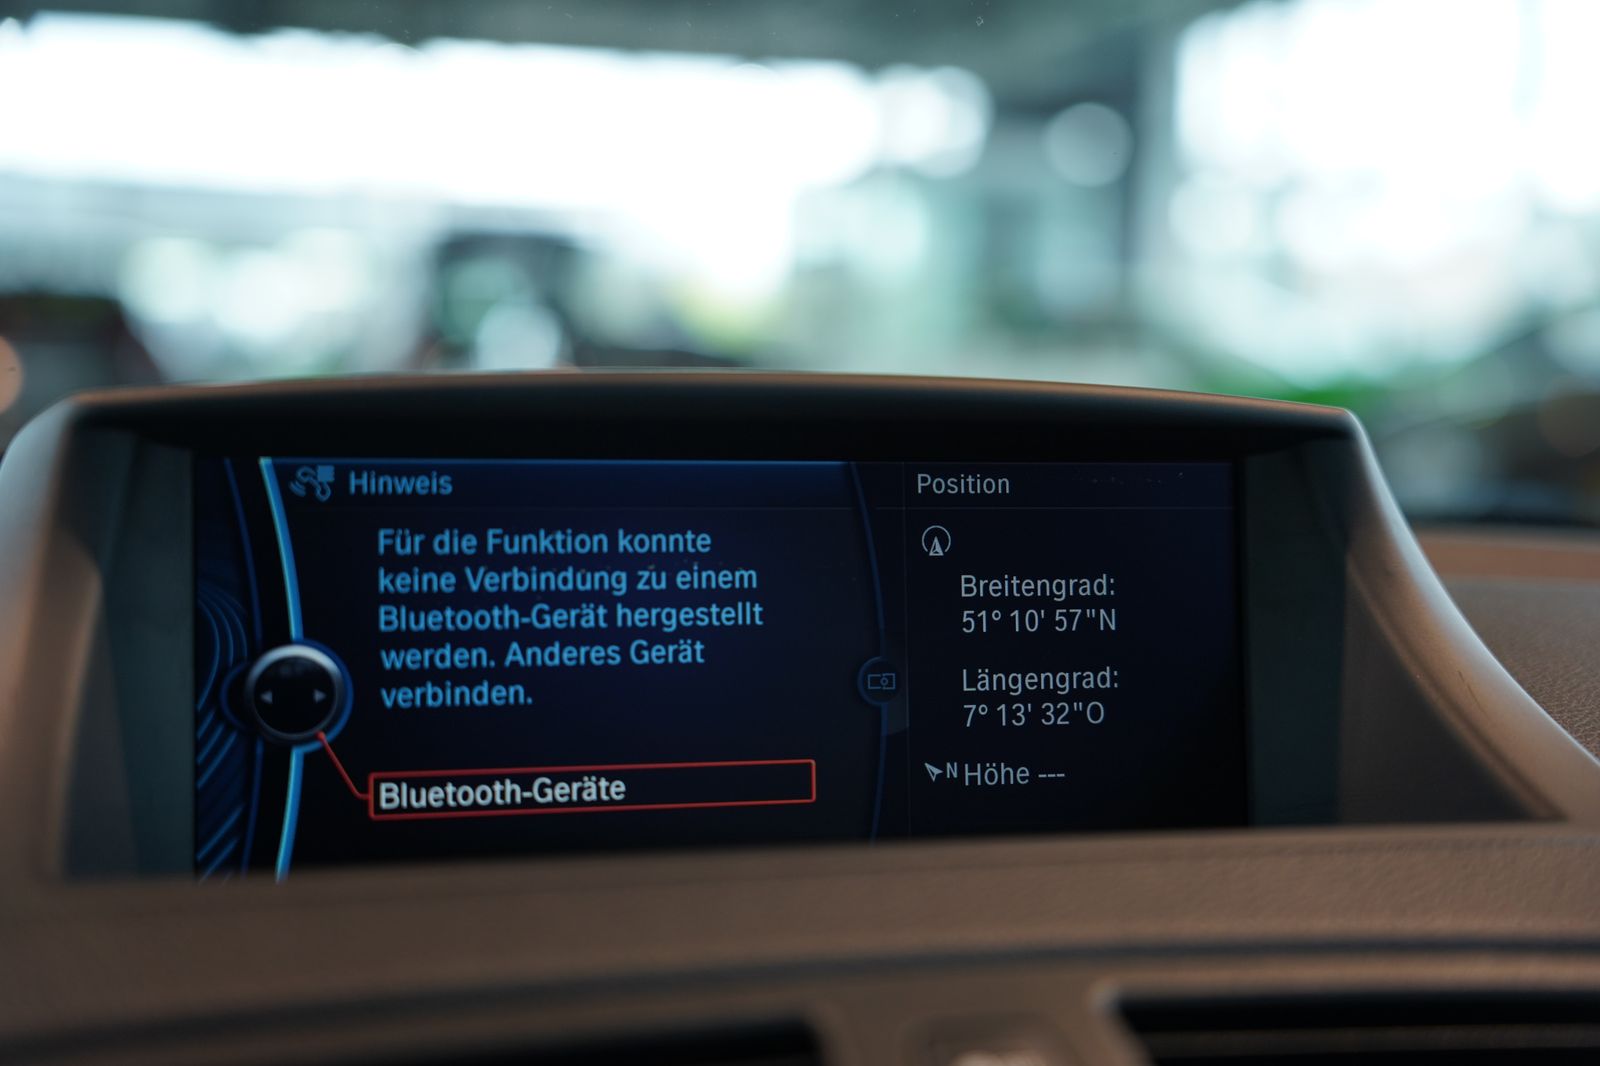 Hinweis
Für die Funktion konnte
keine Verbindung zu einem
Bluetooth-Gerät hergestellt
werden. Anderes Gerät
verbinden.
Bluetooth-Geräte
Position
Breitengrad:
51° 10' 57"N
Längengrad:
7° 13' 32"O
N Höhe ---